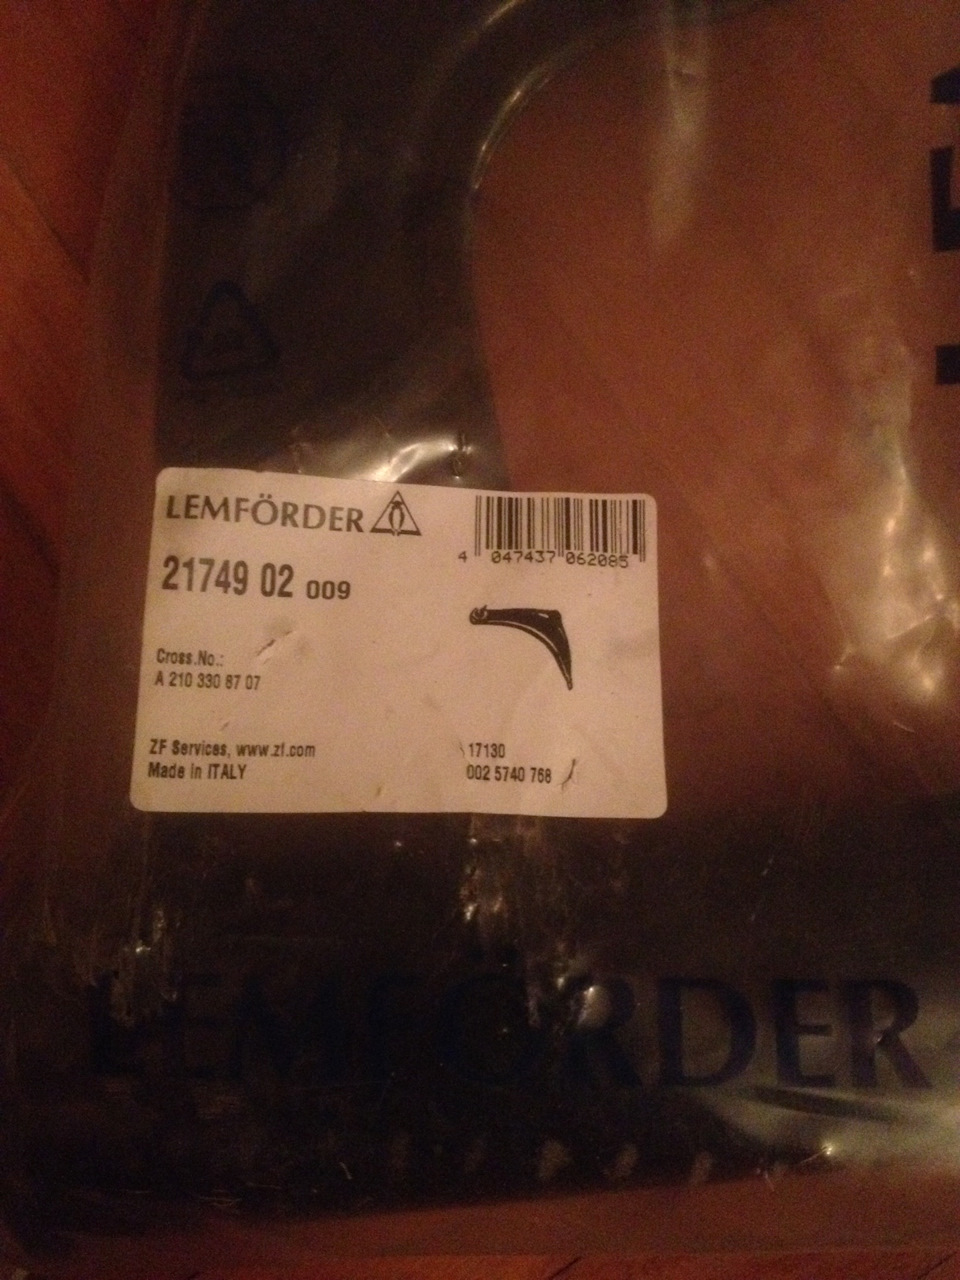 LEMFÖRDER
4 047437 062085
21749 02 009
Cross.No.:
A 210 330 87 07
ZF Services, www.zf.com
Made in ITALY
17130
002 5740 768
LEMFÖRDER